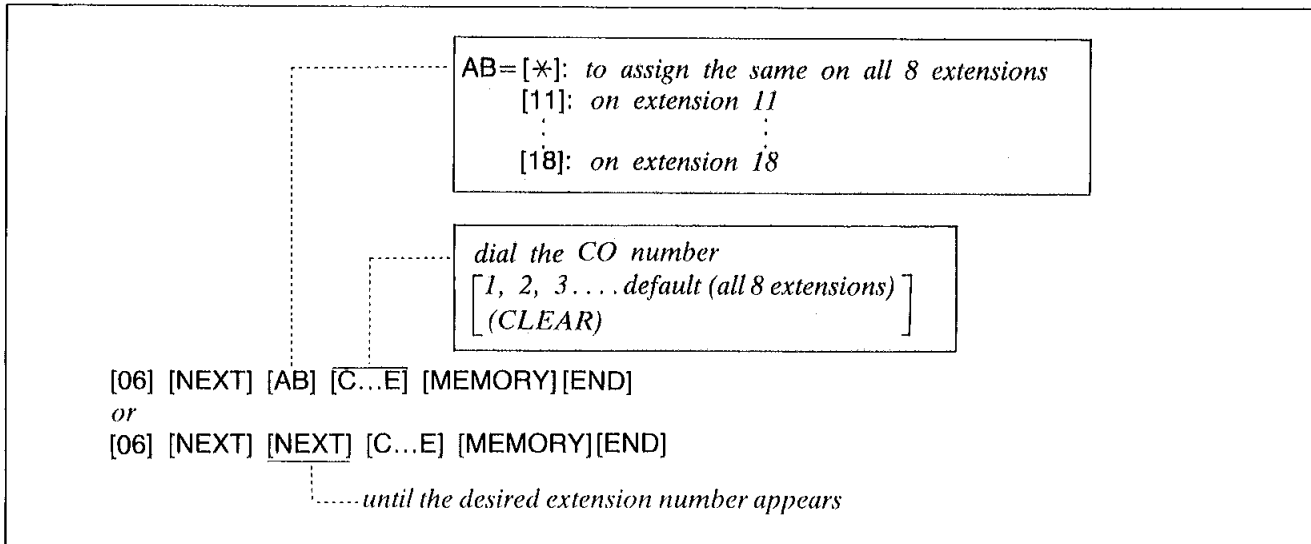 AB=[*]: to assign the same on all 8 extensions
[11]: on extension 11
[18]: on extension 18
dial the CO number
[1, 2, 3....default (all 8 extensions)
(CLEAR)]
[06] [NEXT] [AB] [C...E] [MEMORY] [END]
or
[06] [NEXT] [NEXT] [C...E] [MEMORY] [END]
until the desired extension number appears